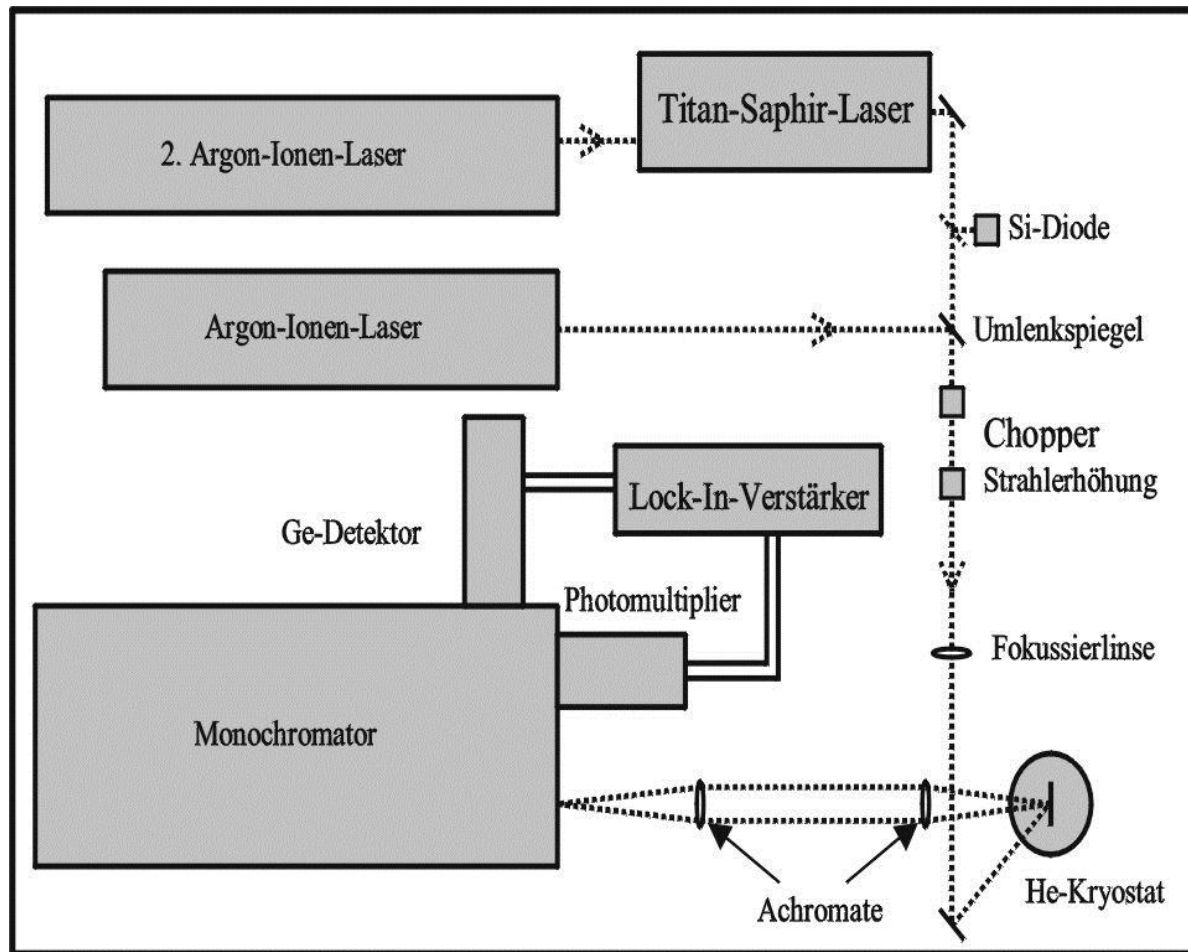 Titan-Saphir-Laser
2. Argon-Ionen-Laser
Si-Diode
Argon-Ionen-Laser
Umlenkspiegel
Chopper
Strahlerhöhung
Lock-In-Verstärker
Ge-Detektor
Photomultiplier
Fokussierlinse
Monochromator
He-Kryostat
Achromate